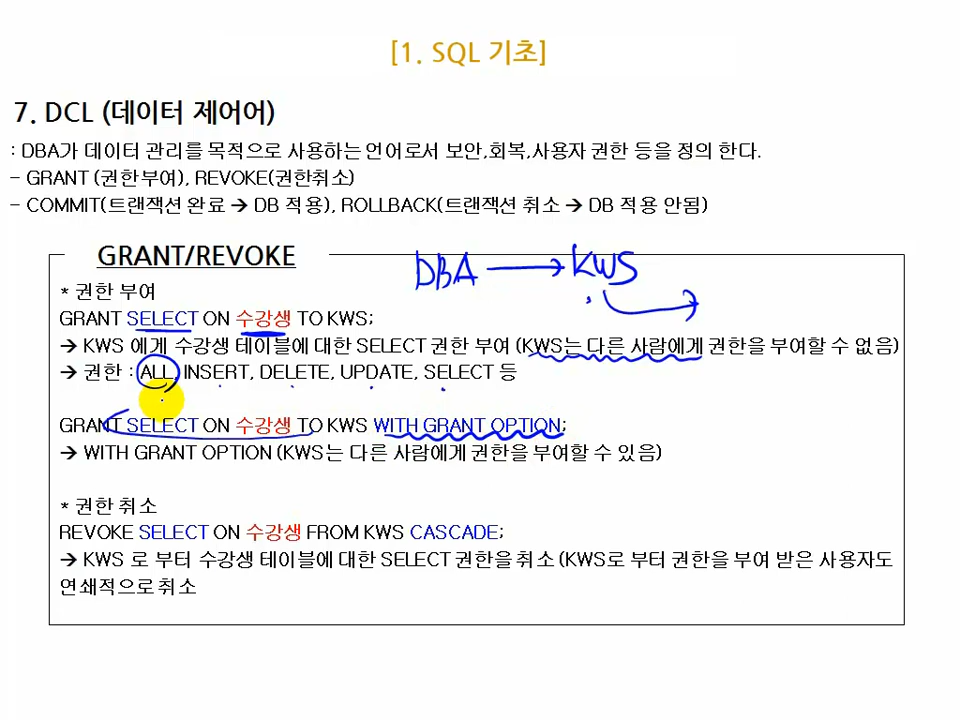 [1. SQL 기초]
7. DCL (데이터 제어어)
: DBA가 데이터 관리를 목적으로 사용하는 언어로서 보안,회복,사용자 권한 등을 정의 한다.
- GRANT (권한부여), REVOKE(권한취소)
- COMMIT(트랜잭션 완료 → DB 적용), ROLLBACK(트랜잭션 취소 → DB 적용 안됨)
GRANT/REVOKE
DBA → KWS
* 권한 부여
GRANT SELECT ON 수강생 TO KWS;
→ KWS 에게 수강생 테이블에 대한 SELECT 권한 부여 (KWS는 다른 사람에게 권한을 부여할 수 없음)
→ 권한 : ALL, INSERT, DELETE, UPDATE, SELECT 등
GRANT SELECT ON 수강생 TO KWS WITH GRANT OPTION;
→ WITH GRANT OPTION (KWS는 다른 사람에게 권한을 부여할 수 있음)
* 권한 취소
REVOKE SELECT ON 수강생 FROM KWS CASCADE;
→ KWS 로 부터 수강생 테이블에 대한 SELECT 권한을 취소 (KWS로 부터 권한을 부여 받은 사용자도
연쇄적으로 취소